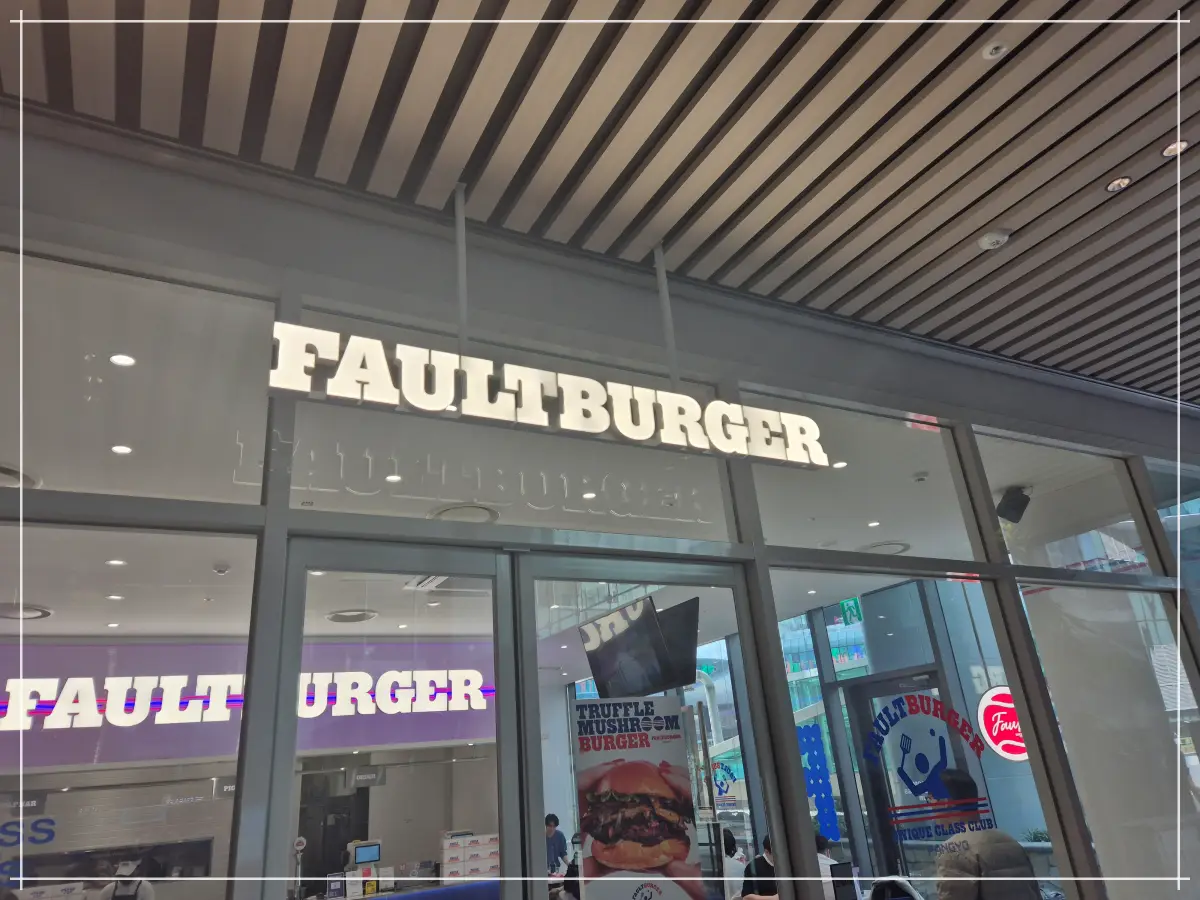 FAULTBURGER
FAULTBURGER
TRUFFLE
MUSHROOM
BURGER
FAULTBURGER
UNIQUE CLASS CLUB
PANGYO